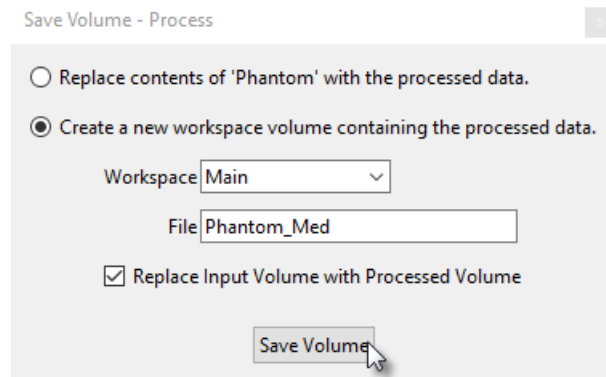 Save Volume - Process
Replace contents of 'Phantom' with the processed data.
Create a new workspace volume containing the processed data.
Workspace Main
File Phantom_Med
Replace Input Volume with Processed Volume
Save Volume